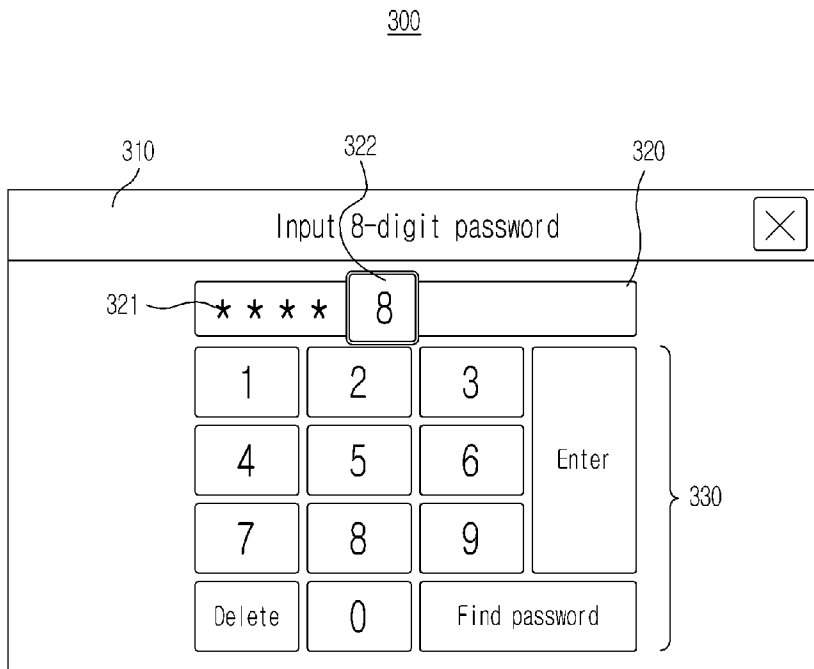 300
310 322 320
Input 8-digit password
321 * * * * 8
1 2 3
4 5 6 Enter
330
7 8 9
Delete 0 Find password